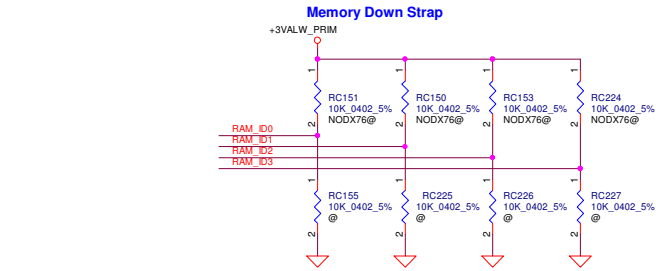 Memory Down Strap
+3VALW_PRIM
1 1 1 1
RC151 RC150 RC153 RC224
10K_0402_5% 10K_0402_5% 10K_0402_5% 10K_0402_5%
NODX76@ NODX76@ NODX76@ NODX76@
2 2 2 2
RAM_ID0
RAM_ID1
RAM_ID2
RAM_ID3
1 1 1 1
RC155 RC225 RC226 RC227
10K_0402_5% 10K_0402_5% 10K_0402_5% 10K_0402_5%
@ @ @ @
2 2 2 2